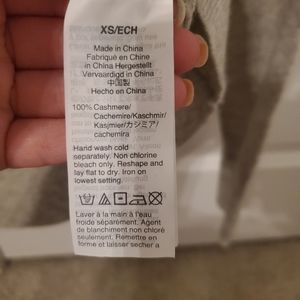 XS/ECH
Made in China
Fabriqué en Chine
in China Hergestellt
Vervaardigd in China
中国製
Hecho en China
100% Cashmere/
Cachemire/Kaschmir/
Kasjmier/カシミア/
cachemira
Hand wash cold
separately. Non chlorine
bleach only. Reshape and
lay flat to dry. Iron on
lowest setting.
Laver à la main à l'eau
froide séparément. Agent
de blanchiment non chloré
seulement. Remettre en
forme et laisser secher a